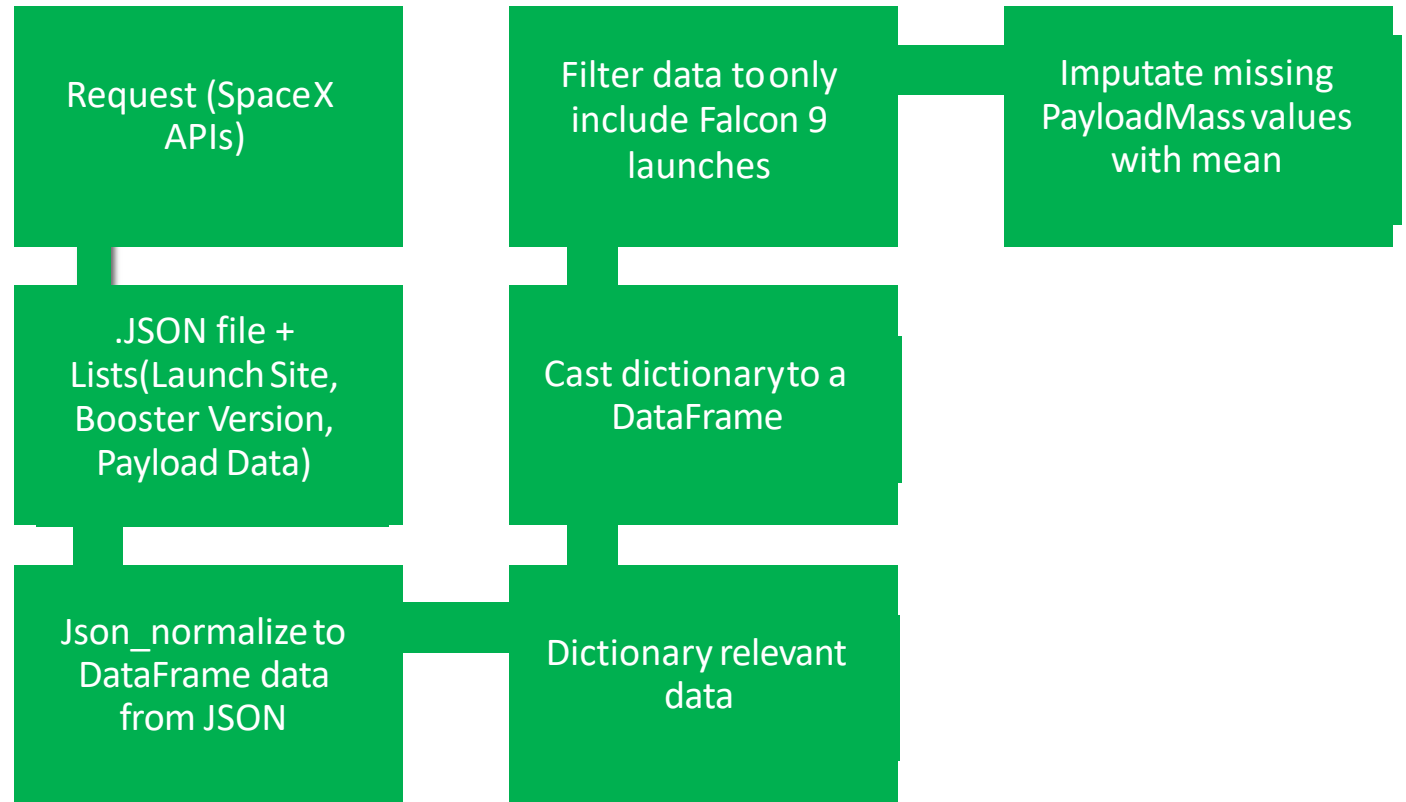 Request (SpaceX
APIs)
.JSON file +
Lists(Launch Site,
Booster Version,
Payload Data)
Json_normalize to
DataFrame data
from JSON
Dictionary relevant
data
Cast dictionary to a
DataFrame
Filter data to only
include Falcon 9
launches
Imputate missing
PayloadMass values
with mean